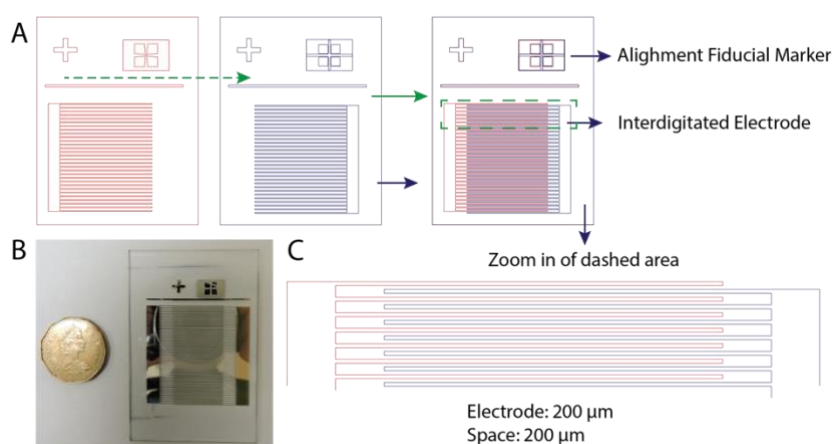 A
Alighment Fiducial Marker
Interdigitated Electrode
B
C
Zoom in of dashed area
Electrode: 200 µm
Space: 200 µm